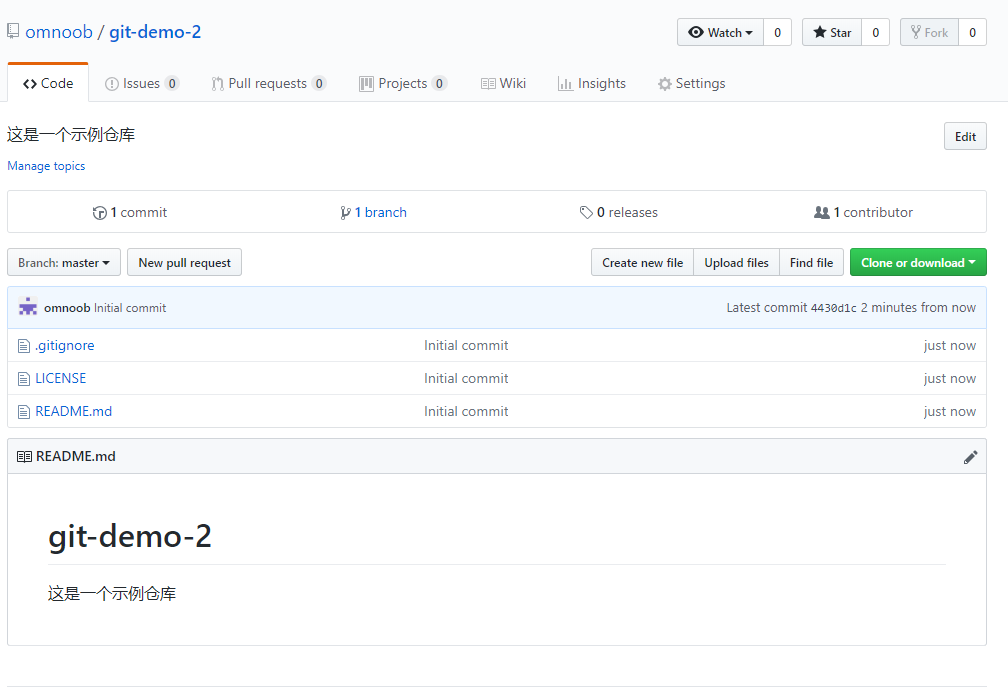 omnoob / git-demo-2 Watch 0 Star 0 Fork 0
Code Issues 0 Pull requests 0 Projects 0 Wiki Insights Settings
这是一个示例仓库 Edit
Manage topics
1 commit 1 branch 0 releases 1 contributor
Branch: master New pull request Create new file Upload files Find file Clone or download
omnoob Initial commit Latest commit 4430d1c 2 minutes from now
.gitignore Initial commit just now
LICENSE Initial commit just now
README.md Initial commit just now
README.md
git-demo-2
这是一个示例仓库